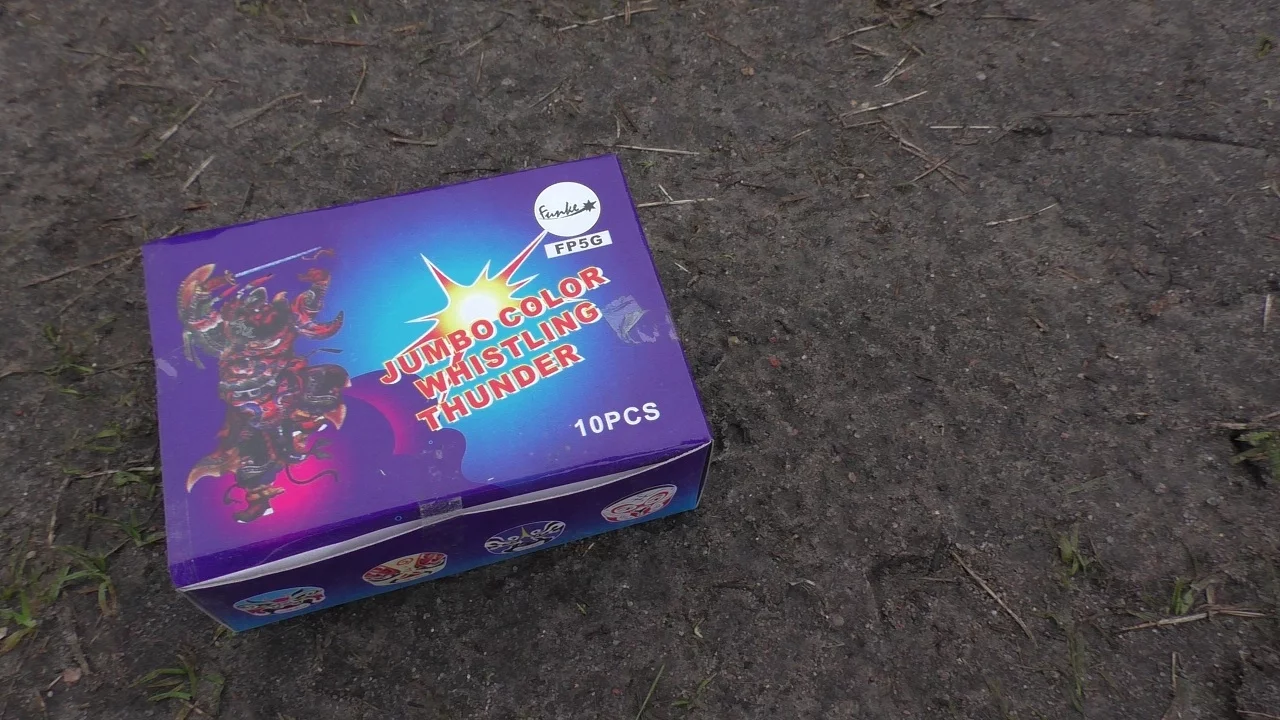 Funke
FP5G
JUMBO COLOR
WHISTLING
THUNDER
10PCS